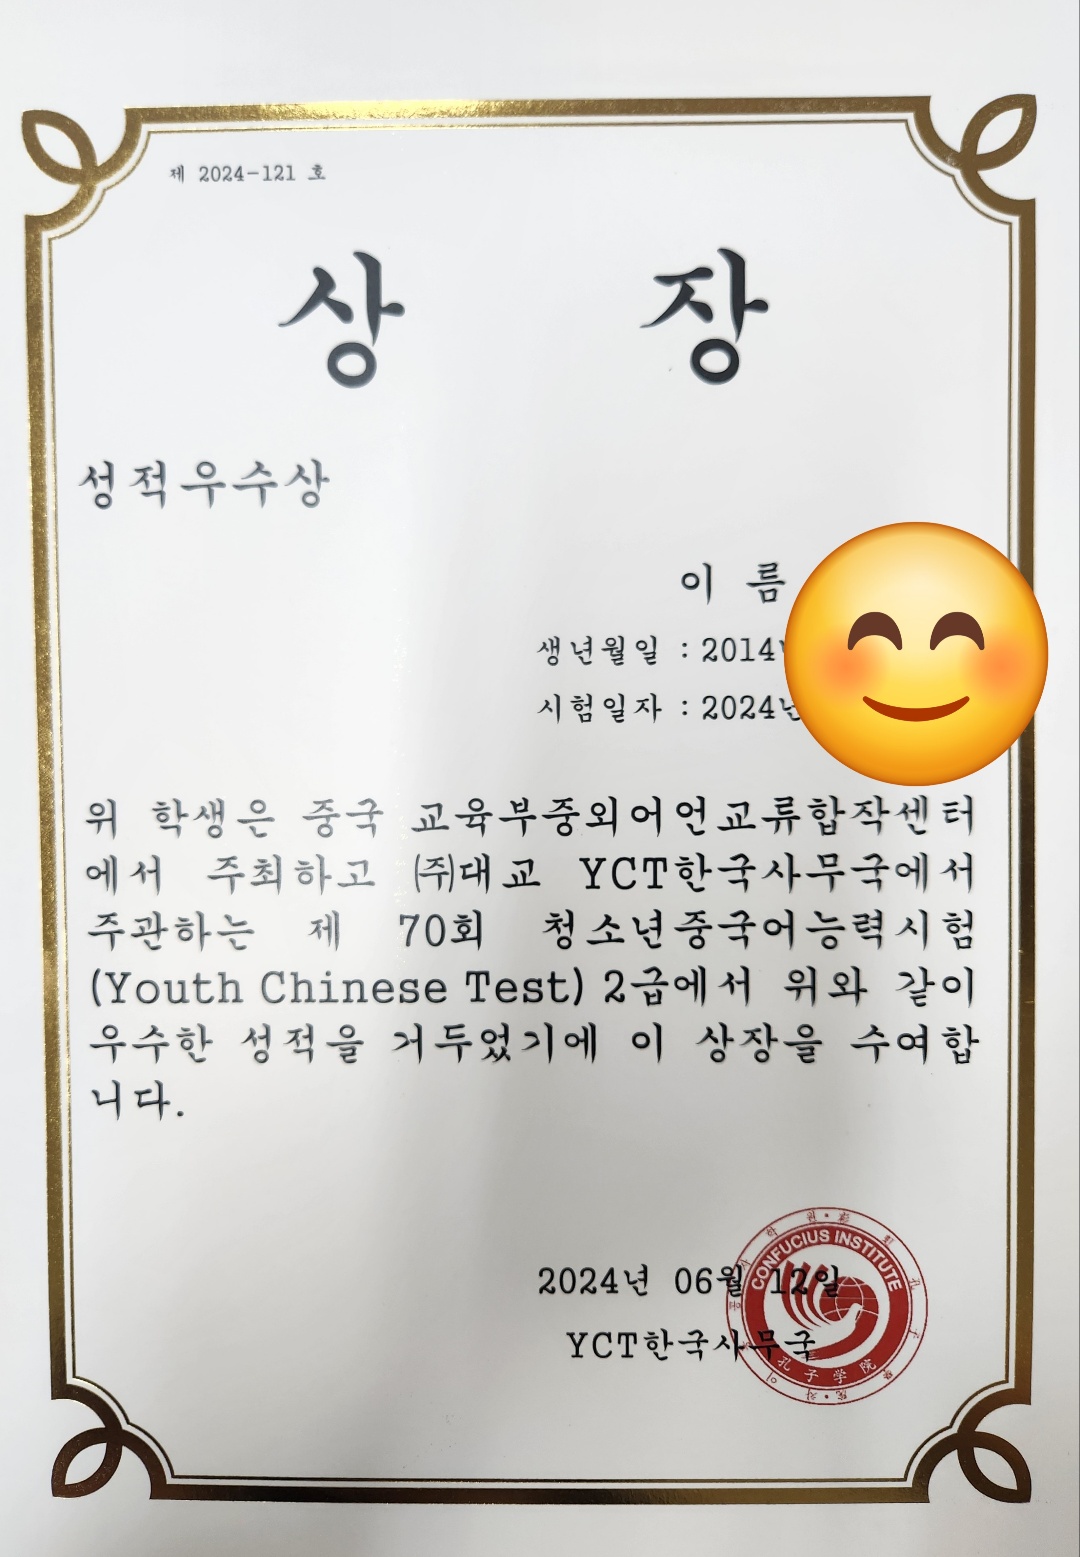 제 2024-121 호
상 장
성적우수상
이 름
생년월일 : 2014
시험일자 : 2024년
위 학생은 중국 교육부중외어언교류합작센터
에서 주최하고 ㈜대교 YCT한국사무국에서
주관하는 제 70회 청소년중국어능력시험
(Youth Chinese Test) 2급에서 위와 같이
우수한 성적을 거두었기에 이 상장을 수여합
니다.
2024년 06월 12일
YCT한국사무국
CONFUCIUS INSTITUTE
孔子学院